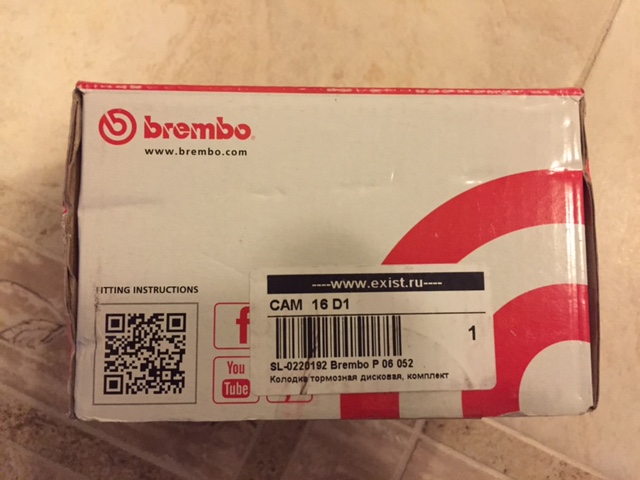 brembo
www.brembo.com
FITTING INSTRUCTIONS
f
You
Tube
----www.exist.ru----
CAM 16 D1
1
SL-0220192 Brembo P 06 052
Колодка тормозная дисковая, комплект